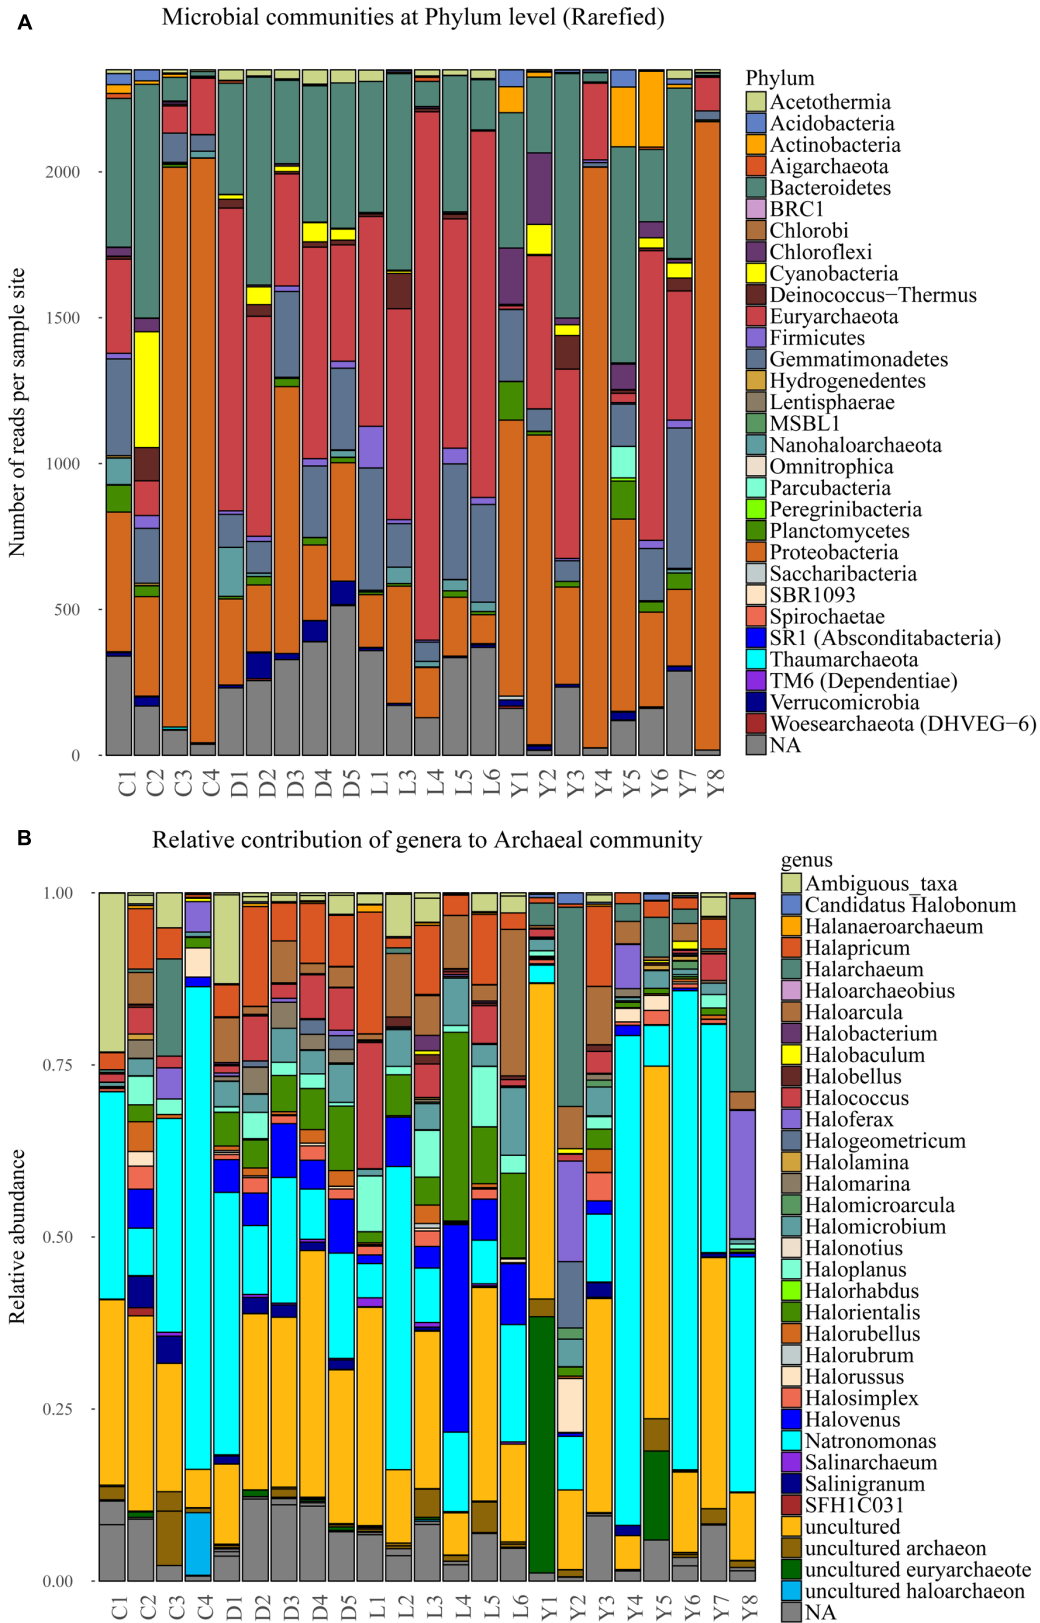 A
Microbial communities at Phylum level (Rarefied)
Number of reads per sample site
2000
1500
1000
500
0
C1 C2 C3 C4 D1 D2 D3 D4 D5 L1 L3 L4 L5 L6 Y1 Y2 Y3 Y4 Y5 Y6 Y7 Y8
Phylum
Acetothermia
Acidobacteria
Actinobacteria
Aigarchaeota
Bacteroidetes
BRC1
Chlorobi
Chloroflexi
Cyanobacteria
Deinococcus−Thermus
Euryarchaeota
Firmicutes
Gemmatimonadetes
Hydrogenedentes
Lentisphaerae
MSBL1
Nanohaloarchaeota
Omnitrophica
Parcubacteria
Peregrinibacteria
Planctomycetes
Proteobacteria
Saccharibacteria
SBR1093
Spirochaetae
SR1 (Absconditabacteria)
Thaumarchaeota
TM6 (Dependentiae)
Verrucomicrobia
Woesearchaeota (DHVEG−6)
NA
B
Relative contribution of genera to Archaeal community
Relative abundance
1.00
0.75
0.50
0.25
0.00
C1 C2 C3 C4 D1 D2 D3 D4 D5 L1 L2 L3 L4 L5 L6 Y1 Y2 Y3 Y4 Y5 Y6 Y7 Y8
genus
Ambiguous_taxa
Candidatus Halobonum
Halanaeroarchaeum
Halapricum
Halarchaeum
Haloarchaeobius
Haloarcula
Halobacterium
Halobaculum
Halobellus
Halococcus
Haloferax
Halogeometricum
Halolamina
Halomarina
Halomicroarcula
Halomicrobium
Halonotius
Haloplanus
Halorhabdus
Halorientalis
Halorubellus
Halorubrum
Halorussus
Halosimplex
Halovenus
Natronomonas
Salinarchaeum
Salinigranum
SFH1C031
uncultured
uncultured archaeon
uncultured euryarchaeote
uncultured haloarchaeon
NA